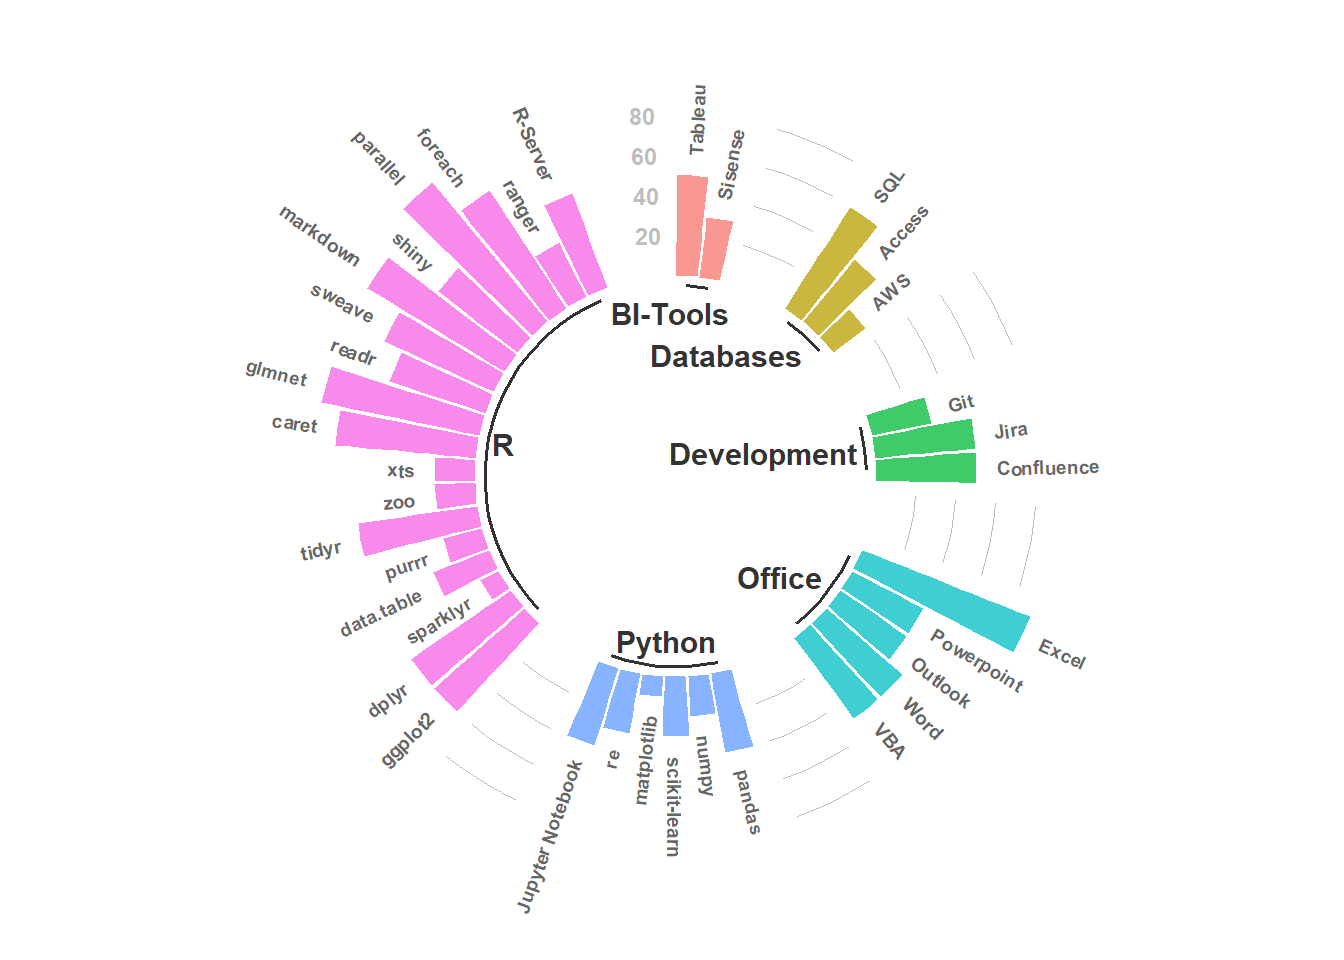 80
60
40
20
Tableau
Sisense
SQL
Access
AWS
Git
Jira
Confluence
Excel
Powerpoint
Outlook
Word
VBA
pandas
numpy
scikit-learn
matplotlib
re
Jupyter Notebook
ggplot2
dplyr
sparklyr
data.table
purrr
tidyr
zoo
xts
caret
glmnet
readr
sweave
markdown
shiny
parallel
foreach
ranger
R-Server
BI-Tools
Databases
Development
Office
Python
R